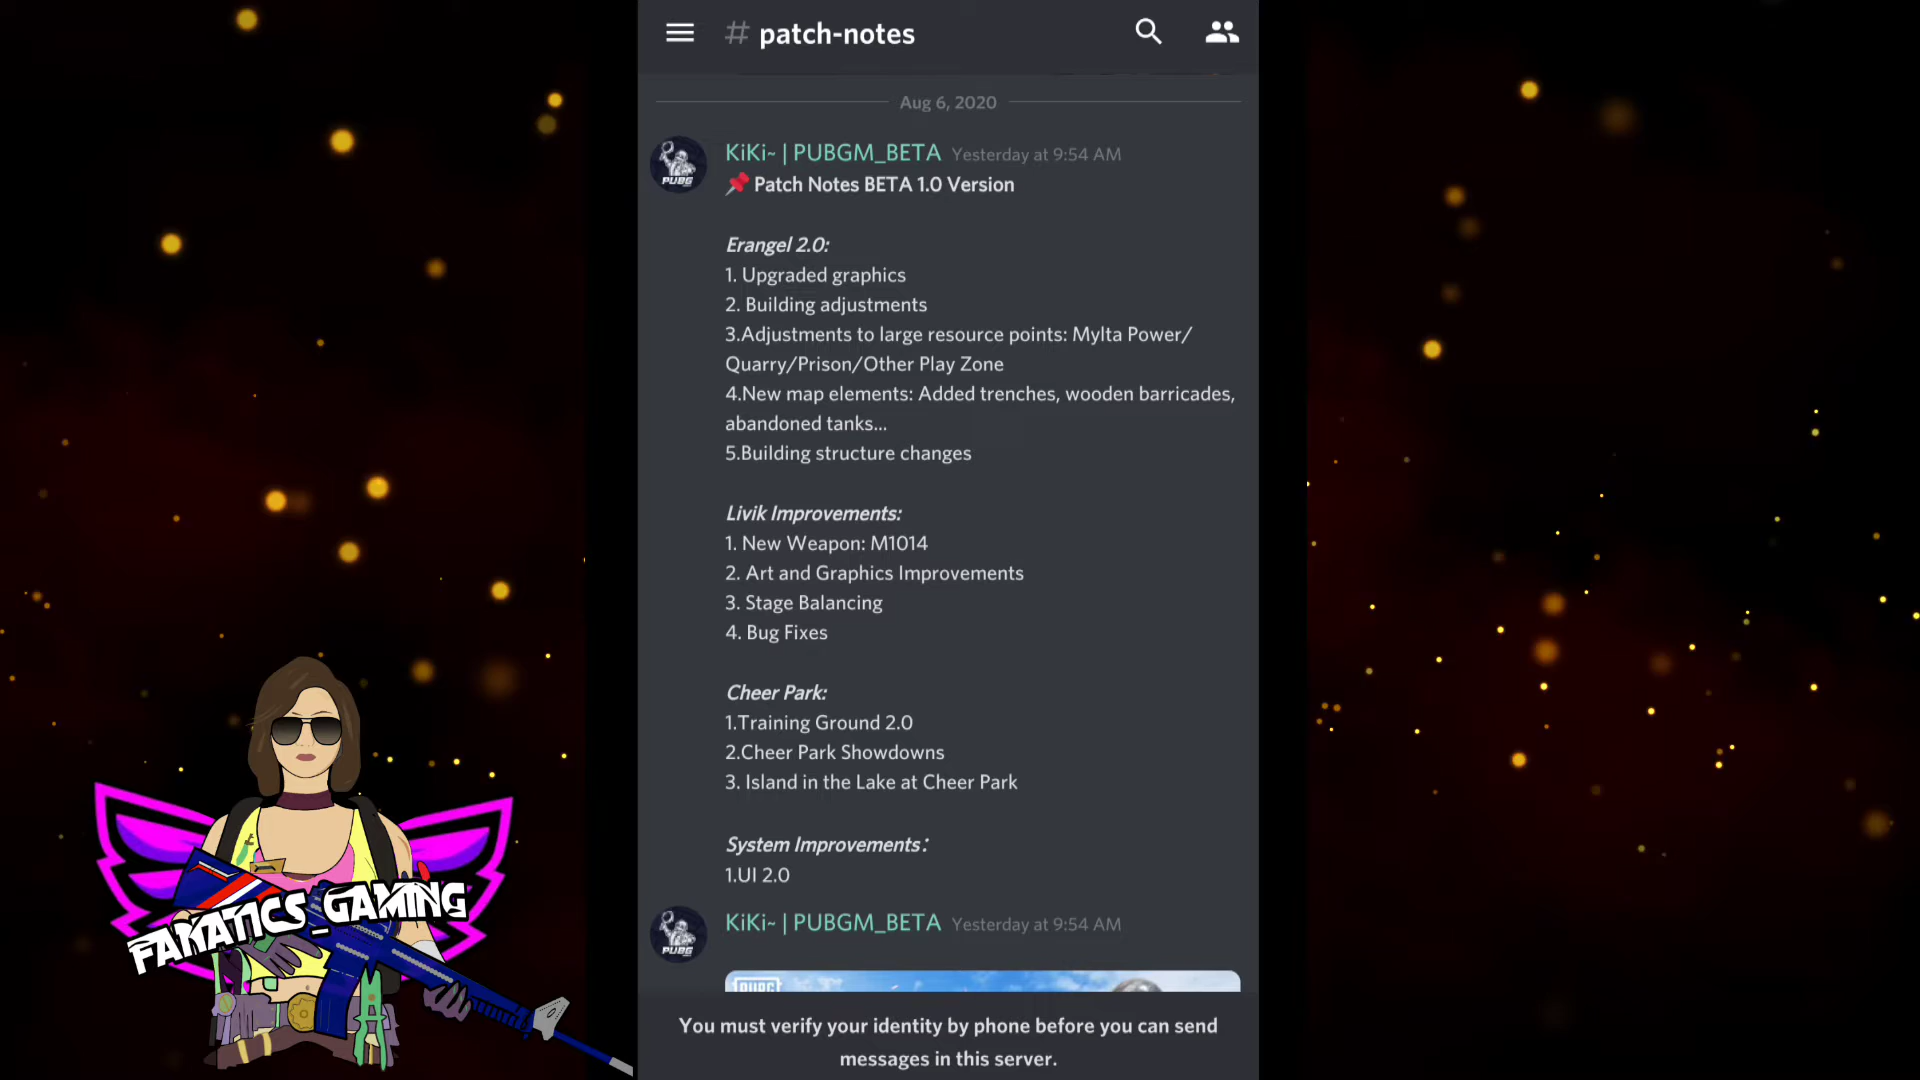 # patch-notes
Aug 6, 2020
KiKi~ | PUBGM_BETA Yesterday at 9:54 AM
📌 Patch Notes BETA 1.0 Version
Erangel 2.0:
1. Upgraded graphics
2. Building adjustments
3.Adjustments to large resource points: Mylta Power/
Quarry/Prison/Other Play Zone
4.New map elements: Added trenches, wooden barricades,
abandoned tanks...
5.Building structure changes
Livik Improvements:
1. New Weapon: M1014
2. Art and Graphics Improvements
3. Stage Balancing
4. Bug Fixes
Cheer Park:
1.Training Ground 2.0
2.Cheer Park Showdowns
3. Island in the Lake at Cheer Park
System Improvements:
1.UI 2.0
KiKi~ | PUBGM_BETA Yesterday at 9:54 AM
PUBG
PUBG
PUBG
You must verify your identity by phone before you can send
messages in this server.
FANATICS_GAMING